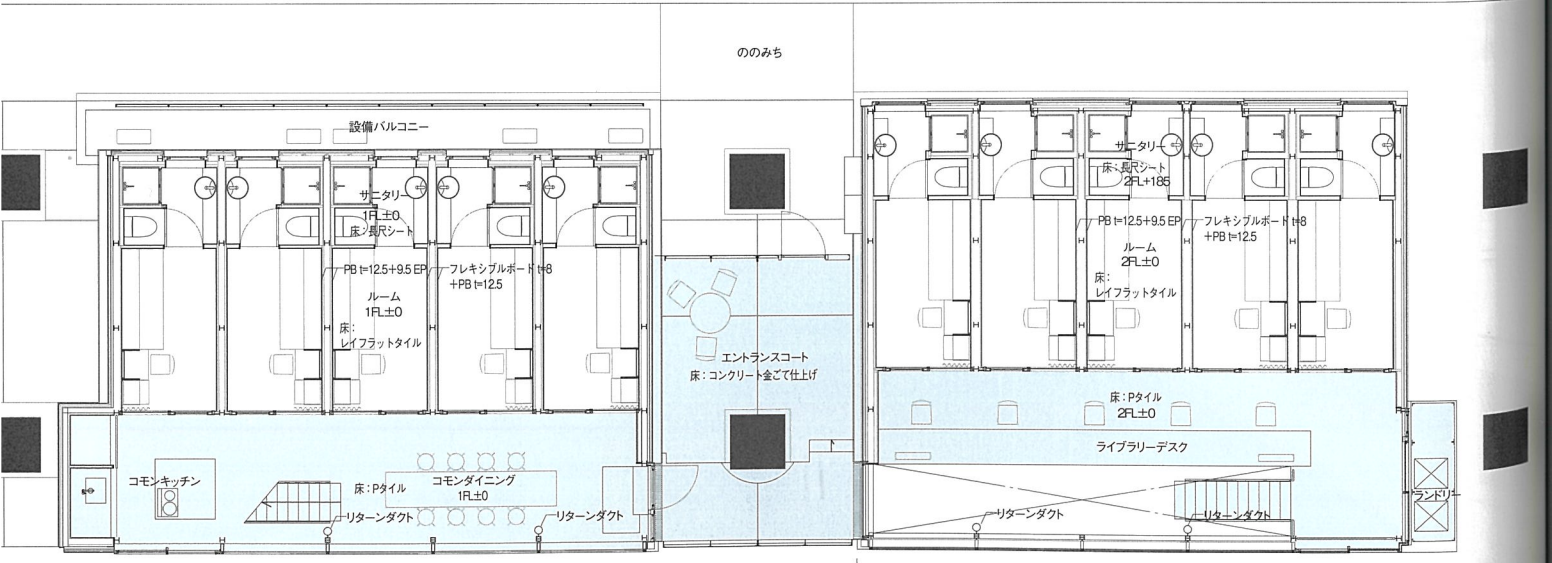 ののみち
設備バルコニー
サニタリー
1FL±0
床：長尺シート
PB t=12.5+9.5 EP
フレキシブルボード t=8
+PB t=12.5
ルーム
1FL±0
床：
レイフラットタイル
コモンキッチン
床：Pタイル
コモンダイニング
1FL±0
リターンダクト
リターンダクト
エントランスコート
床：コンクリート金ごて仕上げ
サニタリー
床：長尺シート
2FL+185
PB t=12.5+9.5 EP
フレキシブルボード t=8
+PB t=12.5
ルーム
2FL±0
床：
レイフラットタイル
床：Pタイル
2FL±0
ライブラリーデスク
リターンダクト
リターンダクト
ランドリー